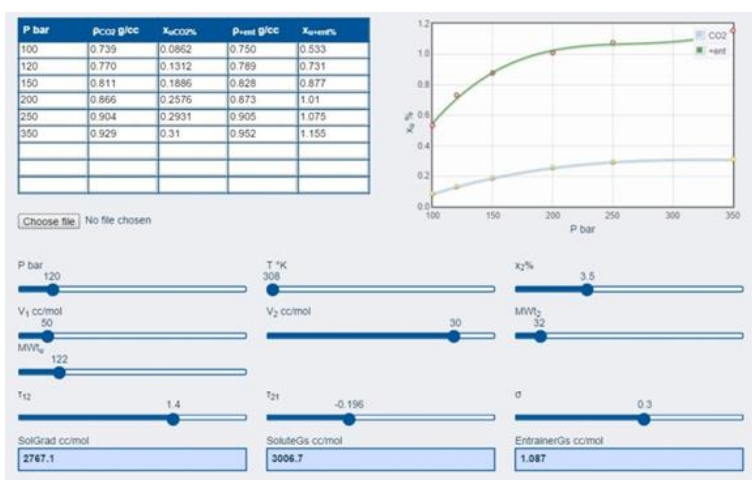 P bar ρCO2 g/cc XuCO2% ρ+ent g/cc Xu+ent%
100 0.739 0.0862 0.750 0.533
120 0.770 0.1312 0.789 0.731
150 0.811 0.1886 0.828 0.877
200 0.866 0.2576 0.873 1.01
250 0.904 0.2931 0.905 1.075
350 0.929 0.31 0.952 1.155
1.2
1.0
0.8
0.6
0.4
0.2
0.0
xu %
CO2
+ent
100 150 200 250 300 350
P bar
Choose file No file chosen
P bar T °K x2%
120 308 3.5
V1 cc/mol V2 cc/mol MWt2
50 30 32
MWtu
122
τ12 τ21 σ
1.4 -0.196 0.3
SolGrad cc/mol SoluteGs cc/mol EntrainerGs cc/mol
2767.1 3006.7 1.087